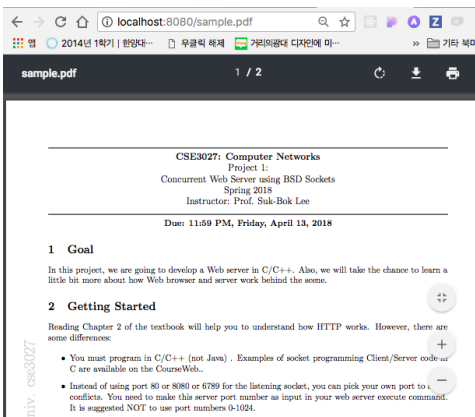 localhost:8080/sample.pdf
앱 2014년 1학기 | 한양대… 우클릭 해제 거리의광대 디자인에 미… » 기타 북마
sample.pdf 1 / 2
CSE3027: Computer Networks
Project 1:
Concurrent Web Server using BSD Sockets
Spring 2018
Instructor: Prof. Suk-Bok Lee
Due: 11:59 PM, Friday, April 13, 2018
1 Goal
In this project, we are going to develop a Web server in C/C++. Also, we will take the chance to learn a
little bit more about how Web browser and server work behind the scene.
2 Getting Started
Reading Chapter 2 of the textbook will help you to understand how HTTP works. However, there are
some differences:
• You must program in C/C++ (not Java) . Examples of socket programming Client/Server code in
C are available on the CourseWeb..
• Instead of using port 80 or 8080 or 6789 for the listening socket, you can pick your own port to
conflicts. You need to make this server port number as input in your web server execute command.
It is suggested NOT to use port numbers 0-1024.
niv. cse3027